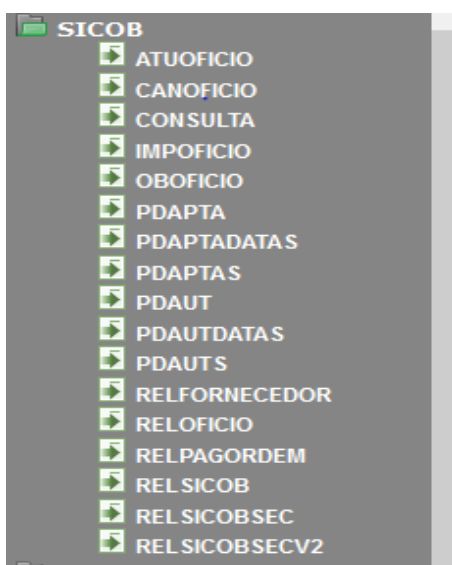 SICOB
ATUOFICIO
CANOFICIO
CONSULTA
IMPOFICIO
OBOFICIO
PDAPTA
PDAPTADATAS
PDAPTAS
PDAUT
PDAUTDATAS
PDAUTS
RELFORNECEDOR
RELOFICIO
RELPAGORDEM
RELSICOB
RELSICOBSEC
RELSICOBSECV2